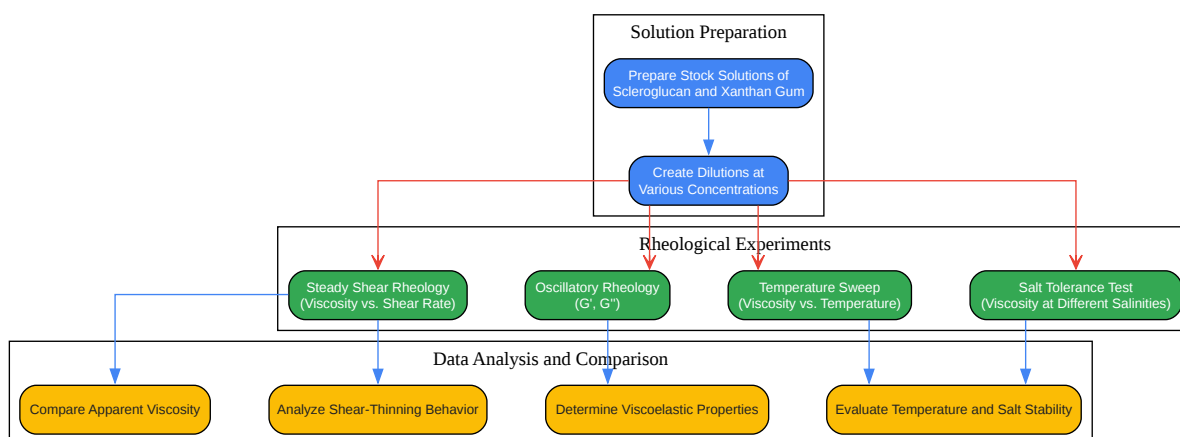 Solution Preparation
Prepare Stock Solutions of
Scleroglucan and Xanthan Gum
Create Dilutions at
Various Concentrations
Rheological Experiments
Steady Shear Rheology
(Viscosity vs. Shear Rate)
Oscillatory Rheology
(G', G'')
Temperature Sweep
(Viscosity vs. Temperature)
Salt Tolerance Test
(Viscosity at Different Salinities)
Data Analysis and Comparison
Compare Apparent Viscosity
Analyze Shear-Thinning Behavior
Determine Viscoelastic Properties
Evaluate Temperature and Salt Stability